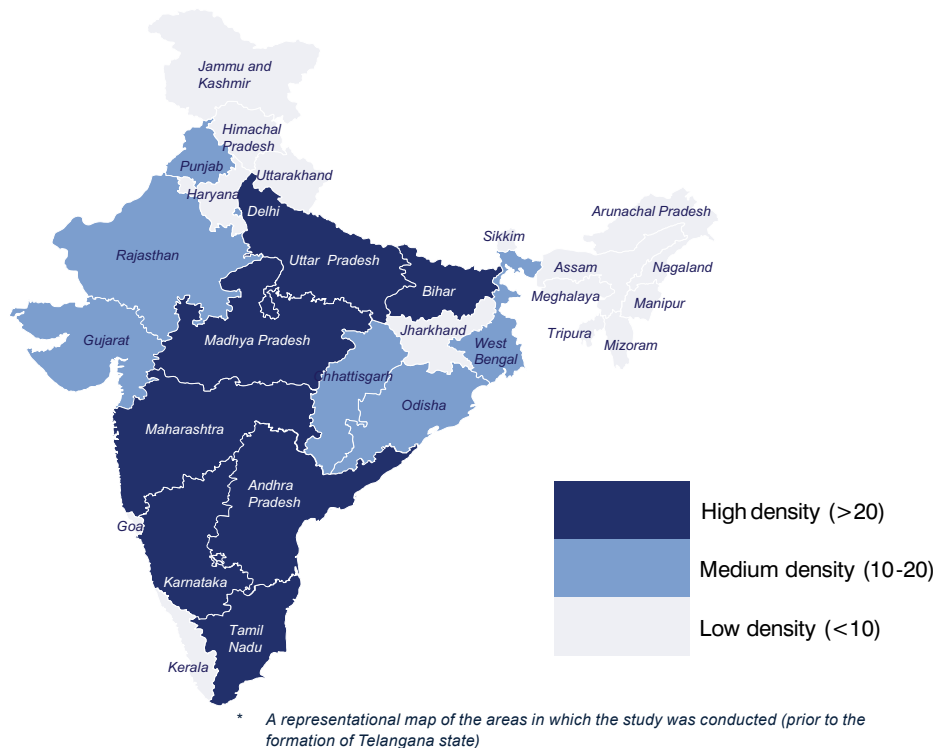 Jammu and
Kashmir
Himachal
Pradesh
Punjab
Uttarakhand
Haryana
Delhi
Arunachal Pradesh
Sikkim
Rajasthan
Uttar Pradesh
Assam
Nagaland
Bihar
Meghalaya
Manipur
Gujarat
Madhya Pradesh
Jharkhand
Tripura
West
Bengal
Mizoram
Chhattisgarh
Odisha
Maharashtra
Andhra
Pradesh
High density (>20)
Goa
Medium density (10-20)
Karnataka
Low density (<10)
Tamil
Nadu
Kerala
* A representational map of the areas in which the study was conducted (prior to the
formation of Telangana state)